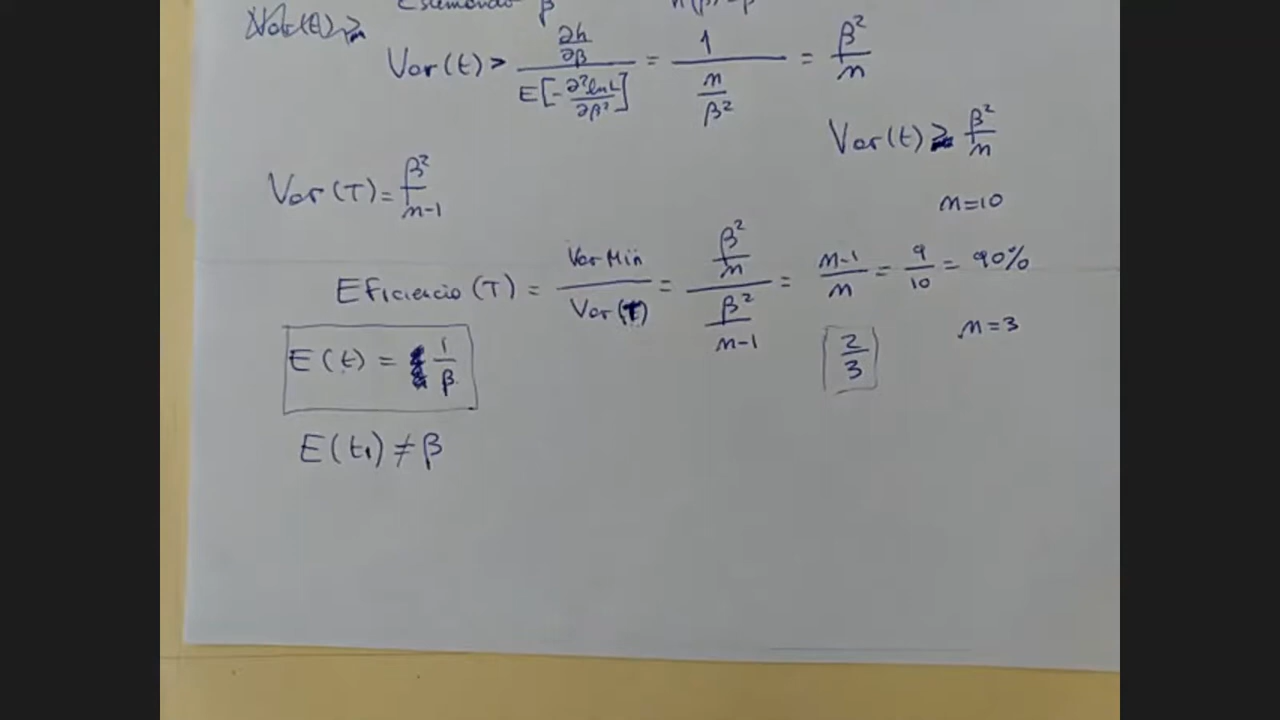 β
Var(t) > ∂h/∂β / E[-∂²lnL/∂β²] = 1 / (n/β²) = β²/n
Var(t) ≥ β²/n
Var(T) = β²/n-1
n=10
Eficiencia(T) = Var Min / Var(T) = (β²/n) / (β²/n-1) = n-1/n = 9/10 = 90%
n=3
E(t) = 1/β
2/3
E(t₁) ≠ β